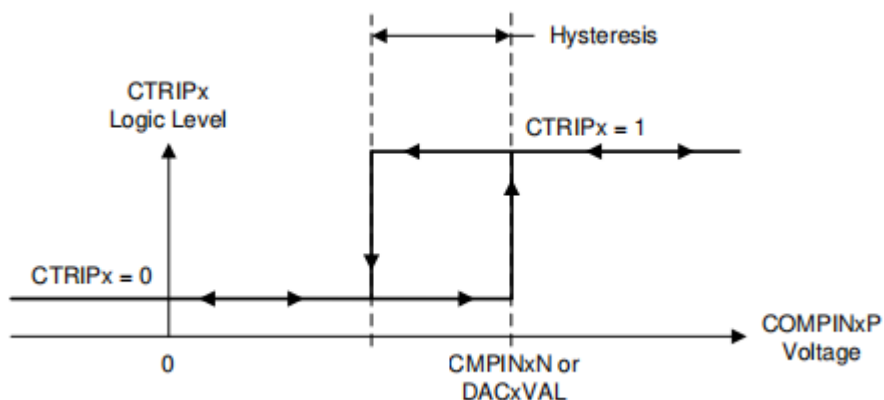 Hysteresis
CTRIPx
Logic Level
CTRIPx = 1
CTRIPx = 0
COMPINxP
Voltage
0
CMPINxN or
DACxVAL